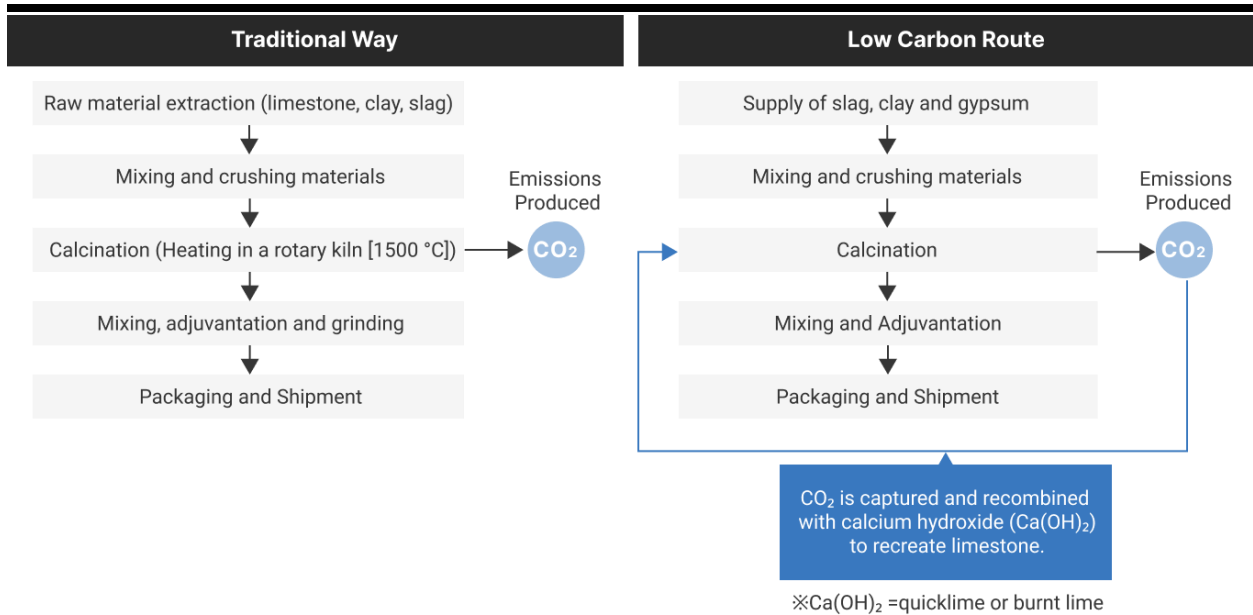 Traditional Way
Raw material extraction (limestone, clay, slag)
Mixing and crushing materials
Calcination (Heating in a rotary kiln [1500 °C])
Emissions
Produced
CO₂
Mixing, adjuvantation and grinding
Packaging and Shipment
Low Carbon Route
Supply of slag, clay and gypsum
Mixing and crushing materials
Calcination
Emissions
Produced
CO₂
Mixing and Adjuvantation
Packaging and Shipment
CO₂ is captured and recombined
with calcium hydroxide (Ca(OH)₂)
to recreate limestone.
※Ca(OH)₂ =quicklime or burnt lime